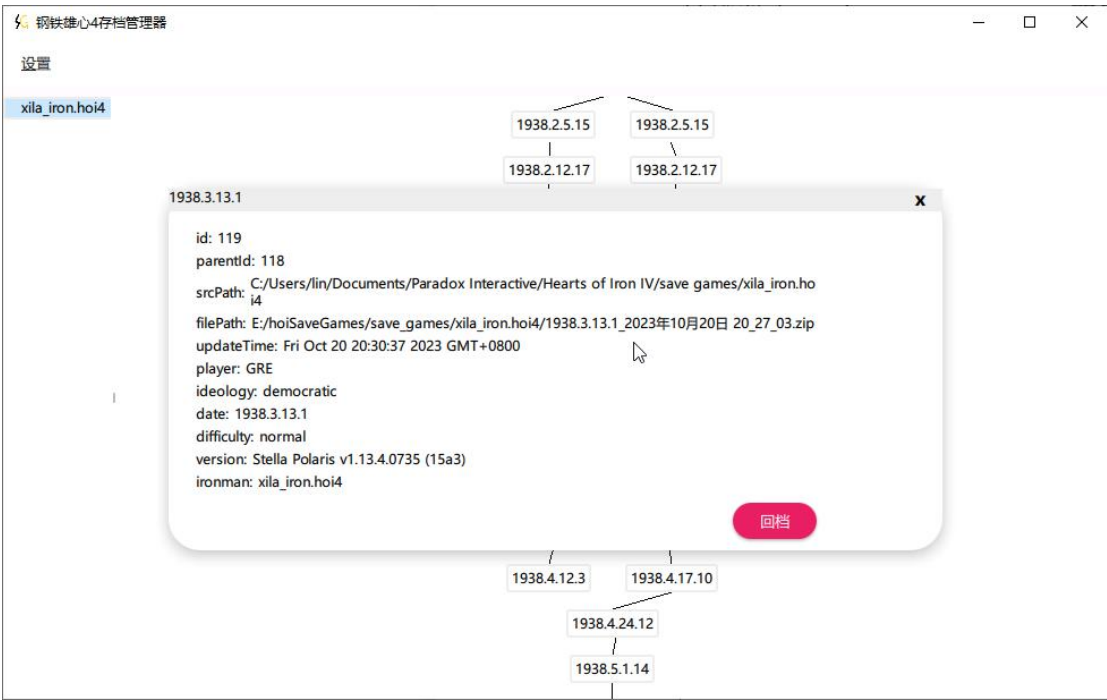 钢铁雄心4存档管理器
设置
xila_iron.hoi4
1938.2.5.15 1938.2.5.15
1938.2.12.17 1938.2.12.17
1938.3.13.1 x
id: 119
parentId: 118
srcPath: C:/Users/lin/Documents/Paradox Interactive/Hearts of Iron IV/save games/xila_iron.ho
i4
filePath: E:/hoiSaveGames/save_games/xila_iron.hoi4/1938.3.13.1_2023年10月20日 20_27_03.zip
updateTime: Fri Oct 20 20:30:37 2023 GMT+0800
player: GRE
ideology: democratic
date: 1938.3.13.1
difficulty: normal
version: Stella Polaris v1.13.4.0735 (15a3)
ironman: xila_iron.hoi4
回档
1938.4.12.3 1938.4.17.10
1938.4.24.12
1938.5.1.14